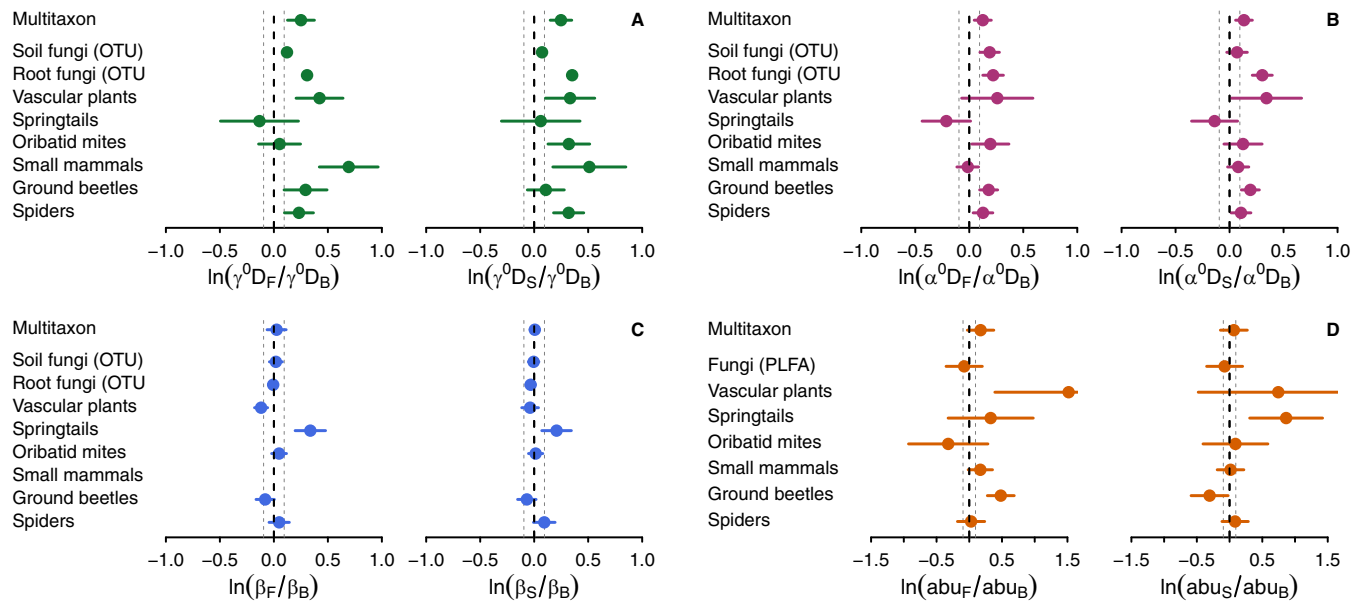 A
Multitaxon
Soil fungi (OTU)
Root fungi (OTU
Vascular plants
Springtails
Oribatid mites
Small mammals
Ground beetles
Spiders
−1.0 −0.5 0.0 0.5 1.0 −1.0 −0.5 0.0 0.5 1.0
ln(γ⁰D_F/γ⁰D_B) ln(γ⁰D_S/γ⁰D_B)
B
Multitaxon
Soil fungi (OTU)
Root fungi (OTU
Vascular plants
Springtails
Oribatid mites
Small mammals
Ground beetles
Spiders
−1.0 −0.5 0.0 0.5 1.0 −1.0 −0.5 0.0 0.5 1.0
ln(α⁰D_F/α⁰D_B) ln(α⁰D_S/α⁰D_B)
C
Multitaxon
Soil fungi (OTU)
Root fungi (OTU
Vascular plants
Springtails
Oribatid mites
Small mammals
Ground beetles
Spiders
−1.0 −0.5 0.0 0.5 1.0 −1.0 −0.5 0.0 0.5 1.0
ln(β_F/β_B) ln(β_S/β_B)
D
Multitaxon
Fungi (PLFA)
Vascular plants
Springtails
Oribatid mites
Small mammals
Ground beetles
Spiders
−1.5 −0.5 0.5 1.5 −1.5 −0.5 0.5 1.5
ln(abu_F/abu_B) ln(abu_S/abu_B)